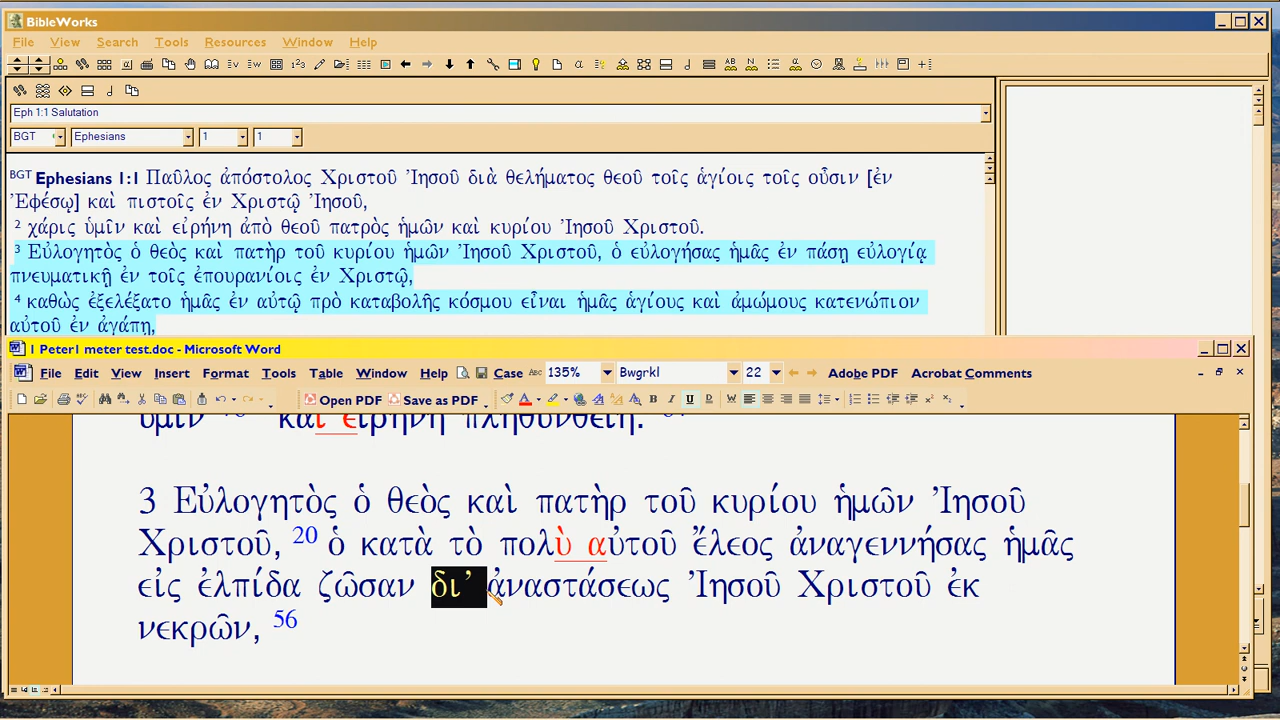 BibleWorks
File View Search Tools Resources Window Help
Eph 1:1 Salutation
BGT Ephesians 1 1
BGT Ephesians 1:1 Παῦλος ἀπόστολος Χριστοῦ Ἰησοῦ διὰ θελήματος θεοῦ τοῖς ἁγίοις τοῖς οὖσιν [ἐν
Ἐφέσῳ] καὶ πιστοῖς ἐν Χριστῷ Ἰησοῦ,
2 χάρις ὑμῖν καὶ εἰρήνη ἀπὸ θεοῦ πατρὸς ἡμῶν καὶ κυρίου Ἰησοῦ Χριστοῦ.
3 Εὐλογητὸς ὁ θεὸς καὶ πατὴρ τοῦ κυρίου ἡμῶν Ἰησοῦ Χριστοῦ, ὁ εὐλογήσας ἡμᾶς ἐν πάσῃ εὐλογίᾳ
πνευματικῇ ἐν τοῖς ἐπουρανίοις ἐν Χριστῷ,
4 καθὼς ἐξελέξατο ἡμᾶς ἐν αὐτῷ πρὸ καταβολῆς κόσμου εἶναι ἡμᾶς ἁγίους καὶ ἀμώμους κατενώπιον
αὐτοῦ ἐν ἀγάπῃ,
1 Peter1 meter test.doc - Microsoft Word
File Edit View Insert Format Tools Table Window Help Case 135% Bwgrkl 22 Adobe PDF Acrobat Comments
Open PDF Save as PDF
ὑμῖν καὶ εἰρήνη πληθυνθείη.
3 Εὐλογητὸς ὁ θεὸς καὶ πατὴρ τοῦ κυρίου ἡμῶν Ἰησοῦ
Χριστοῦ, 20 ὁ κατὰ τὸ πολὺ αὐτοῦ ἔλεος ἀναγεννήσας ἡμᾶς
εἰς ἐλπίδα ζῶσαν δι’ ἀναστάσεως Ἰησοῦ Χριστοῦ ἐκ
νεκρῶν, 56